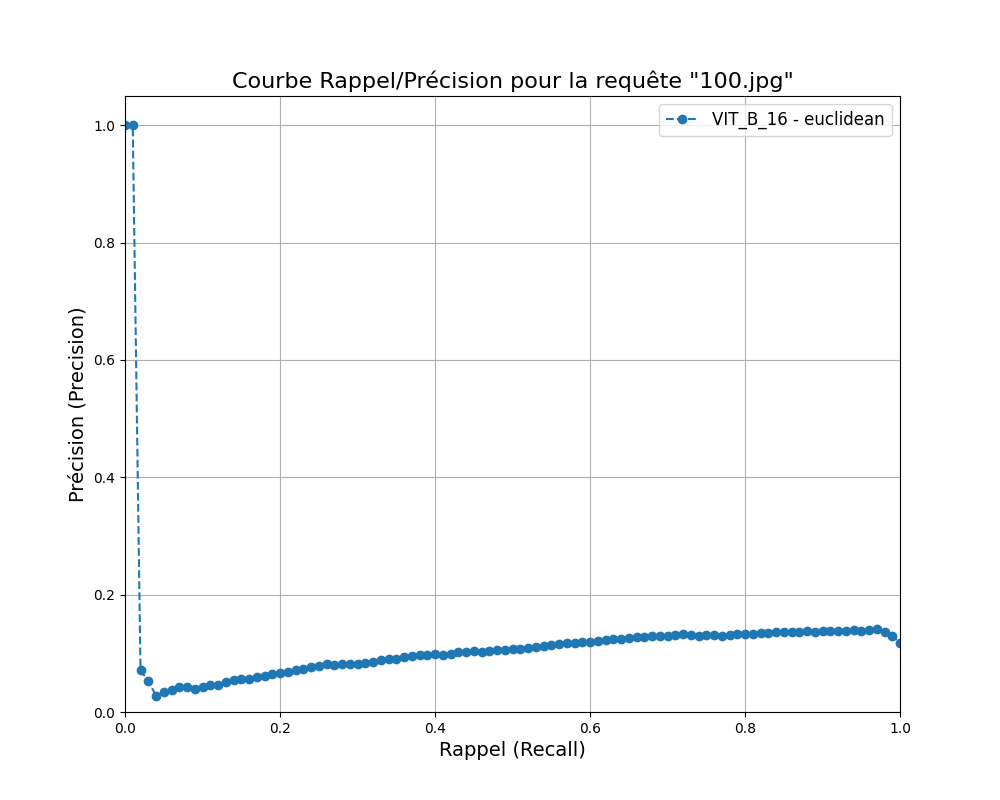 Courbe Rappel/Précision pour la requête "100.jpg"
VIT_B_16 - euclidean
Précision (Precision)
1.0
0.8
0.6
0.4
0.2
0.0
0.0 0.2 0.4 0.6 0.8 1.0
Rappel (Recall)